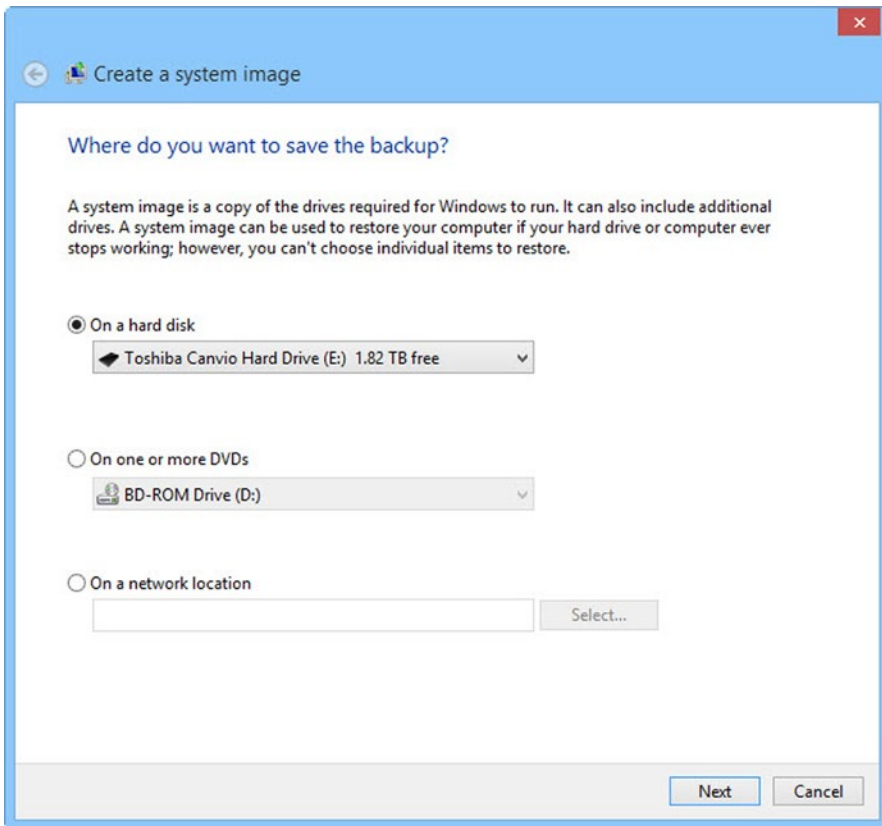 Create a system image
Where do you want to save the backup?
A system image is a copy of the drives required for Windows to run. It can also include additional
drives. A system image can be used to restore your computer if your hard drive or computer ever
stops working; however, you can't choose individual items to restore.
On a hard disk
Toshiba Canvio Hard Drive (E:) 1.82 TB free
On one or more DVDs
BD-ROM Drive (D:)
On a network location
Select...
Next Cancel